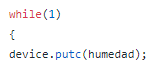 while(1)
{
device.putc(humedad);